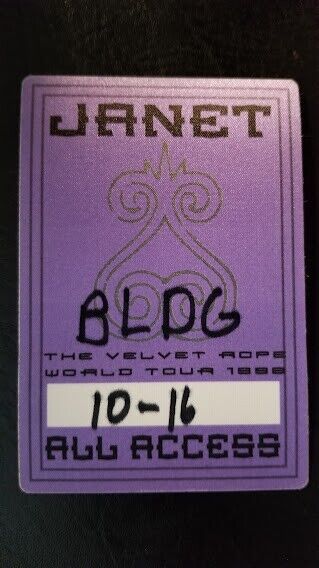 JANET
BLDG
THE VELVET ROPE
WORLD TOUR 1998
10-16
ALL ACCESS